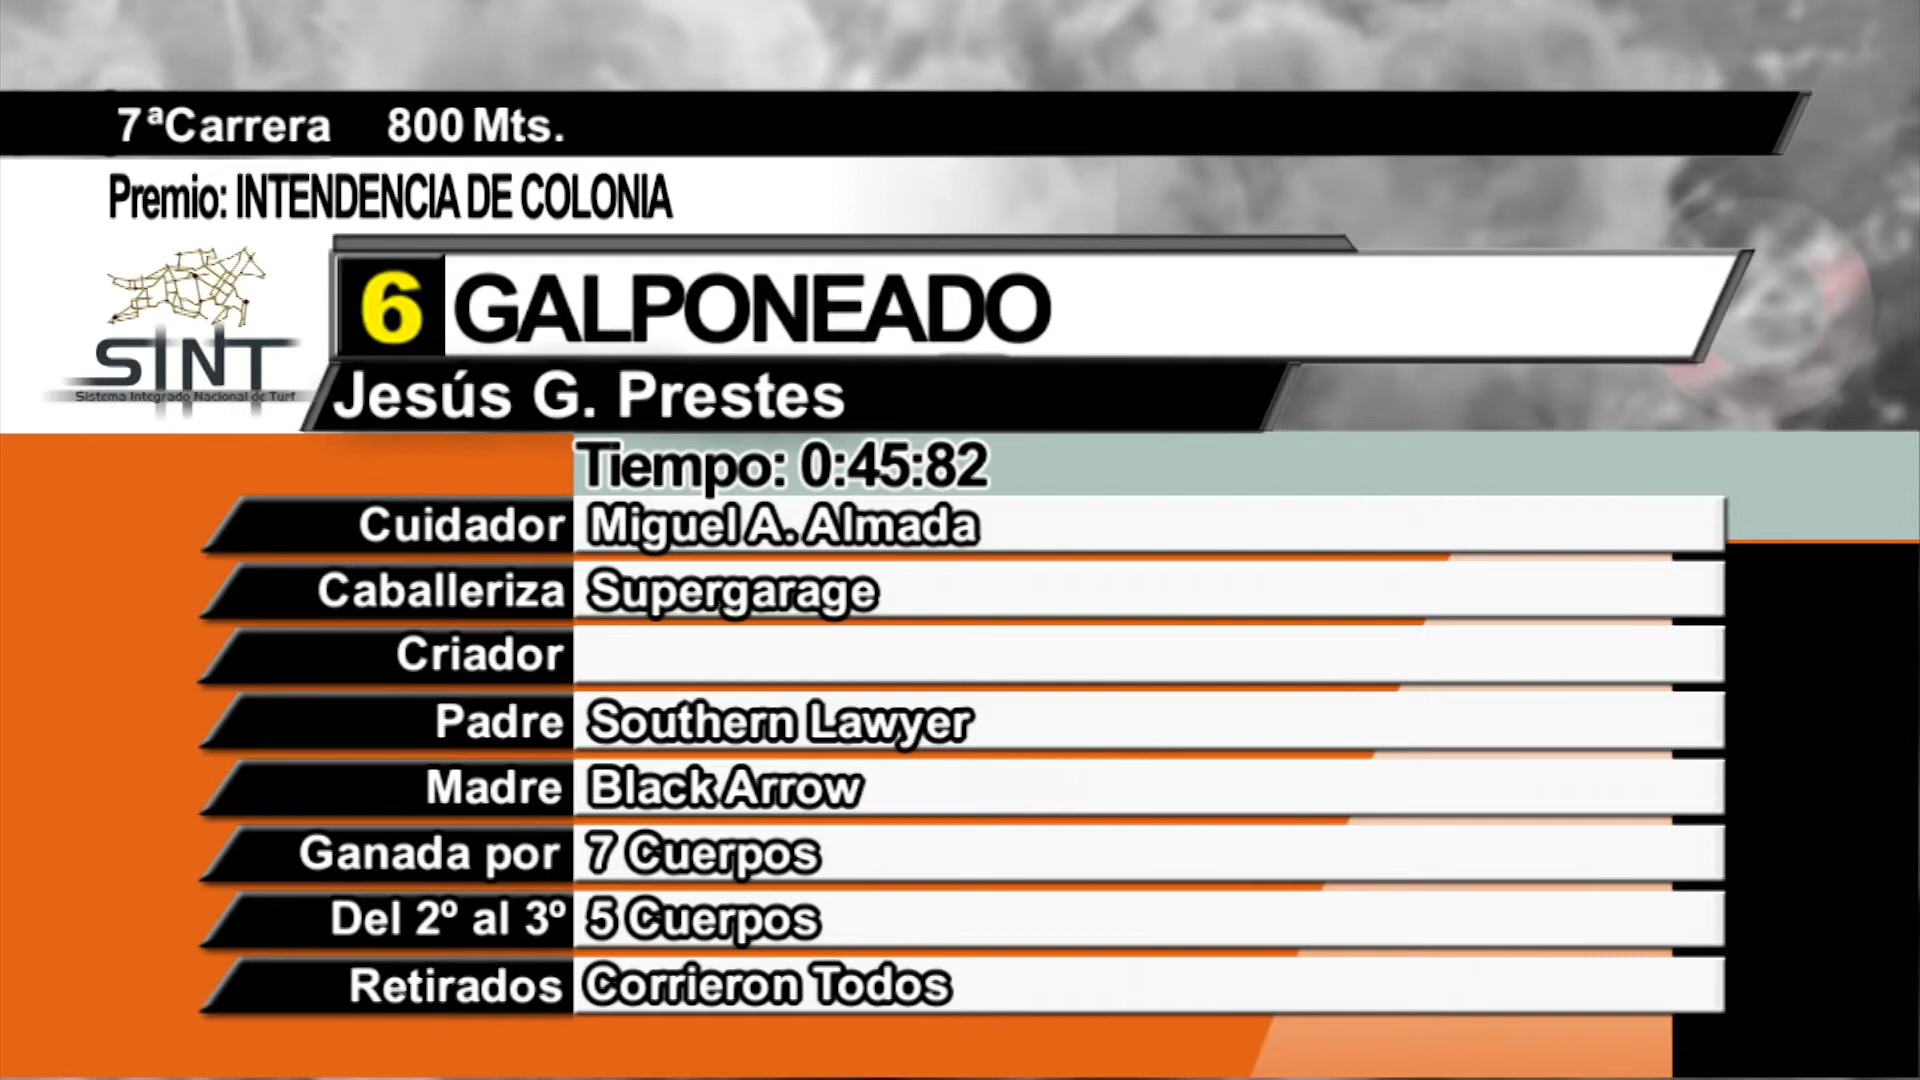 7ªCarrera 800 Mts.
Premio: INTENDENCIA DE COLONIA
6 GALPONEADO
SINT
Sistema Integrado Nacional de Turf
Jesús G. Prestes
Tiempo: 0:45:82
Cuidador Miguel A. Almada
Caballeriza Supergarage
Criador
Padre Southern Lawyer
Madre Black Arrow
Ganada por 7 Cuerpos
Del 2º al 3º 5 Cuerpos
Retirados Corrieron Todos